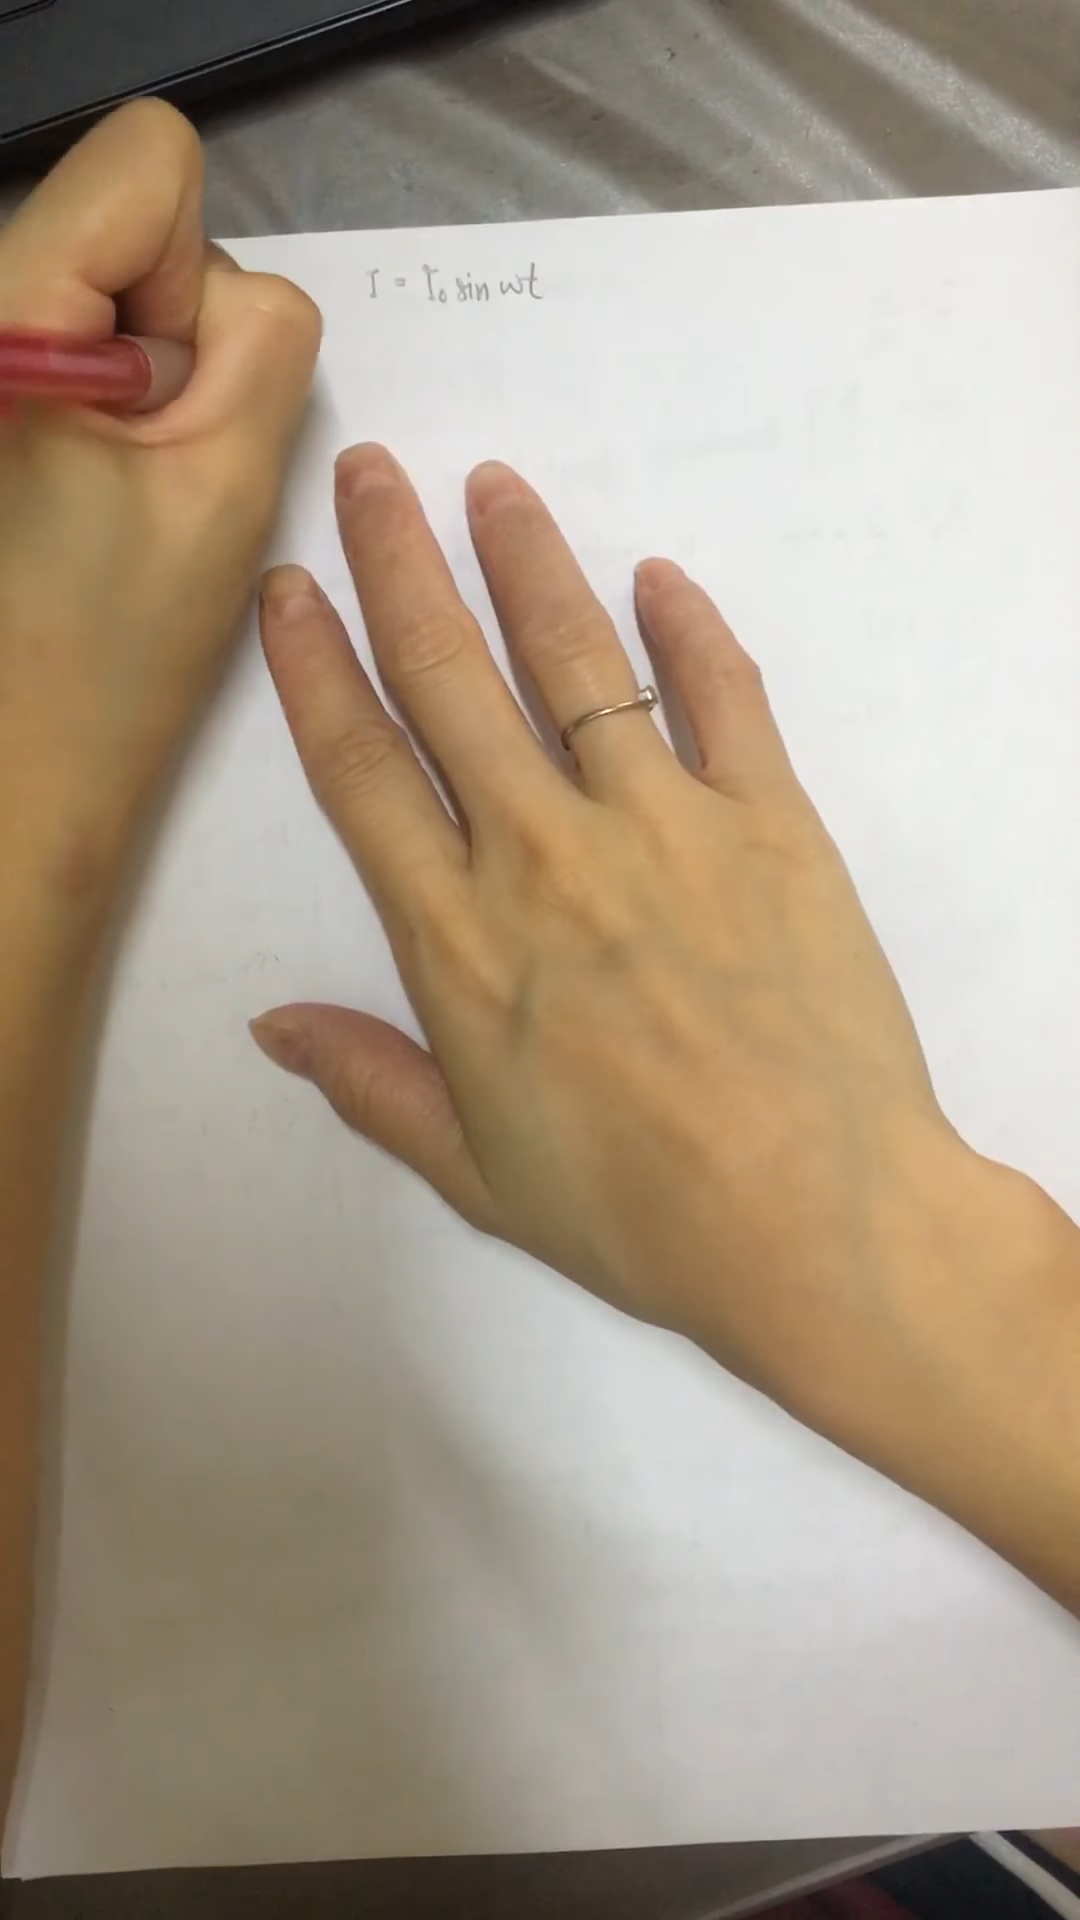 I = I₀ sin ωt